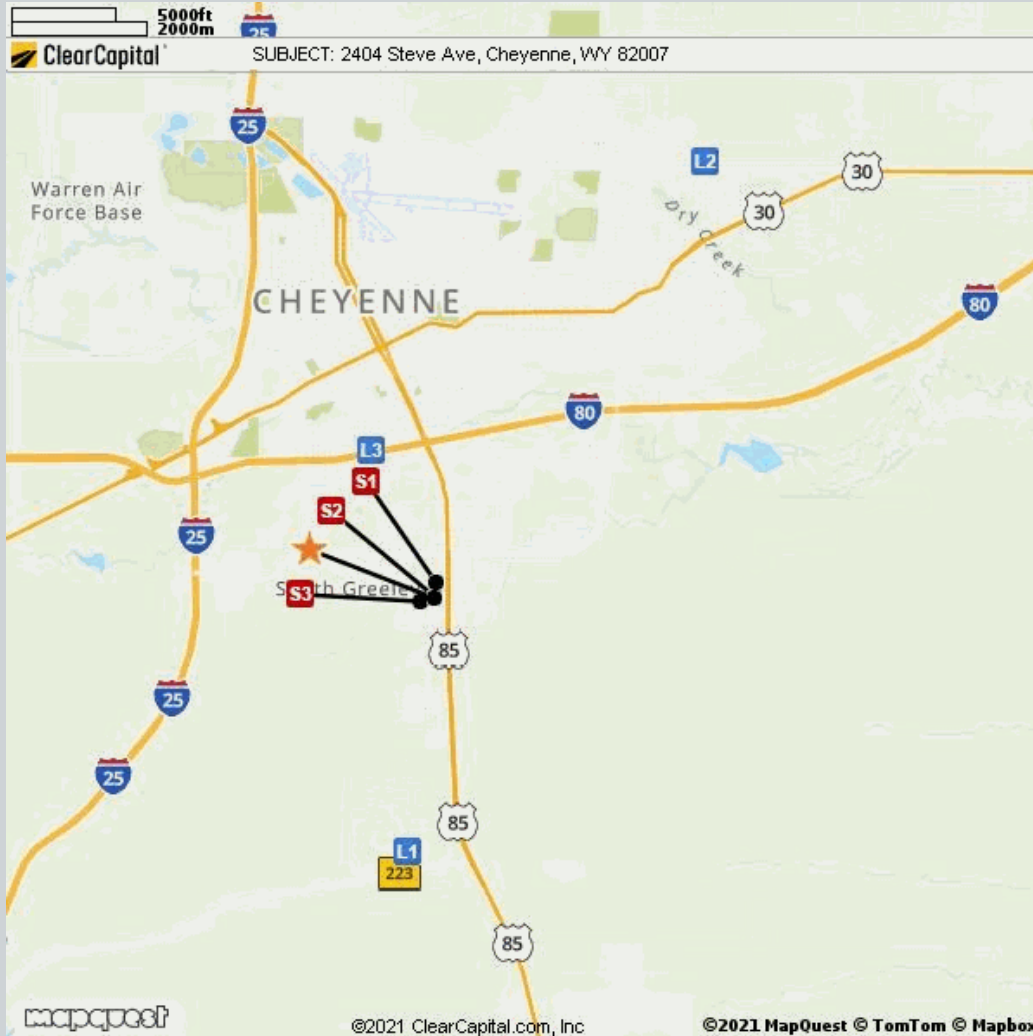 5000ft
2000m
25
ClearCapital
SUBJECT: 2404 Steve Ave, Cheyenne, WY 82007
25
Warren Air
Force Base
L2
30
30
Dry Creek
CHEYENNE
80
80
L3
S1
S2
25
South Greeley
S3
85
25
25
85
L1
223
85
mapquest
©2021 ClearCapital.com, Inc
©2021 MapQuest © TomTom © Mapbox